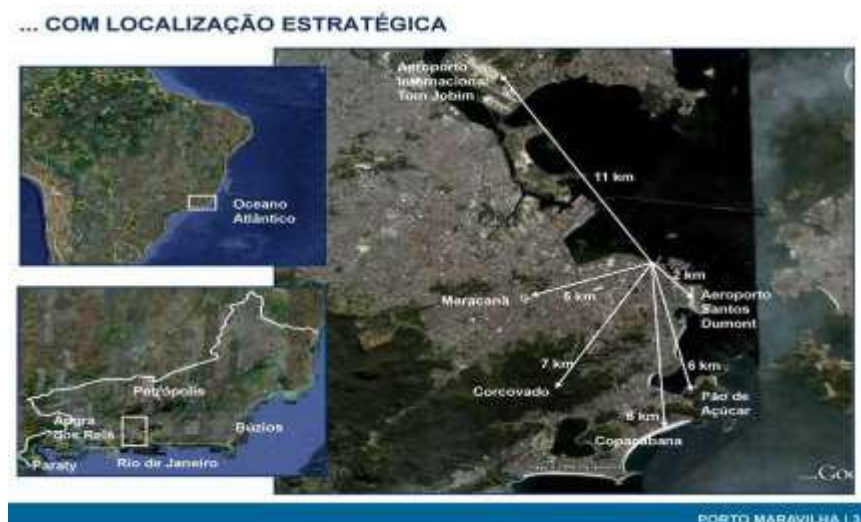 ... COM LOCALIZAÇÃO ESTRATÉGICA
Oceano
Atlântico
Petrópolis
Angra
dos Reis
Búzios
Paraty
Rio de Janeiro
Aeroporto
Internacional
Tom Jobim
11 km
2 km
Maracanã
5 km
Aeroporto
Santos
Dumont
7 km
6 km
Corcovado
Pão de
Açúcar
8 km
Copacabana
...Goo
PORTO MARAVILHA | 3